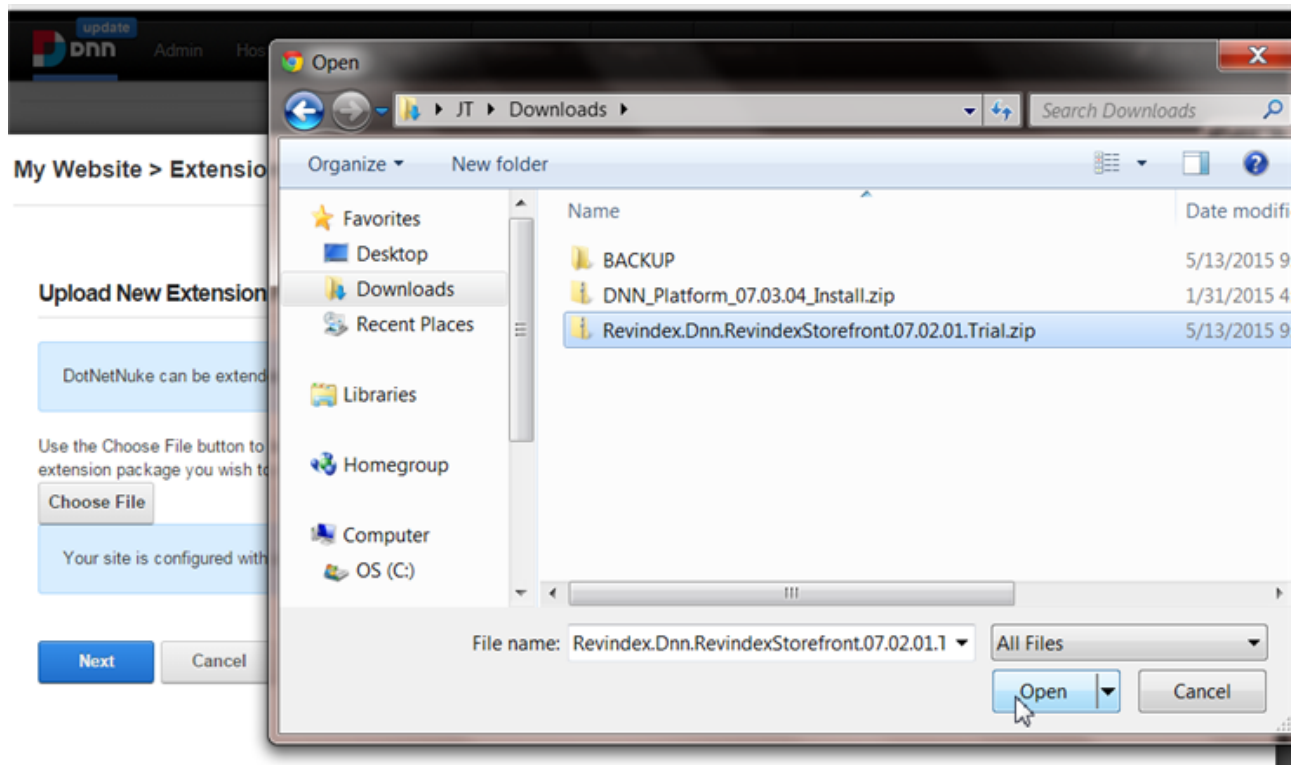 update
DNN Admin Hos
Open
JT Downloads
Search Downloads
My Website > Extensio
Organize New folder
Favorites
Desktop
Downloads
Recent Places
Libraries
Homegroup
Computer
OS (C:)
Name Date modifi
BACKUP 5/13/2015 9
DNN_Platform_07.03.04_Install.zip 1/31/2015 4
Revindex.Dnn.RevindexStorefront.07.02.01.Trial.zip 5/13/2015 9
Upload New Extension
DotNetNuke can be extend
Use the Choose File button to
extension package you wish to
Choose File
Your site is configured with
Next Cancel
File name: Revindex.Dnn.RevindexStorefront.07.02.01.T All Files
Open Cancel